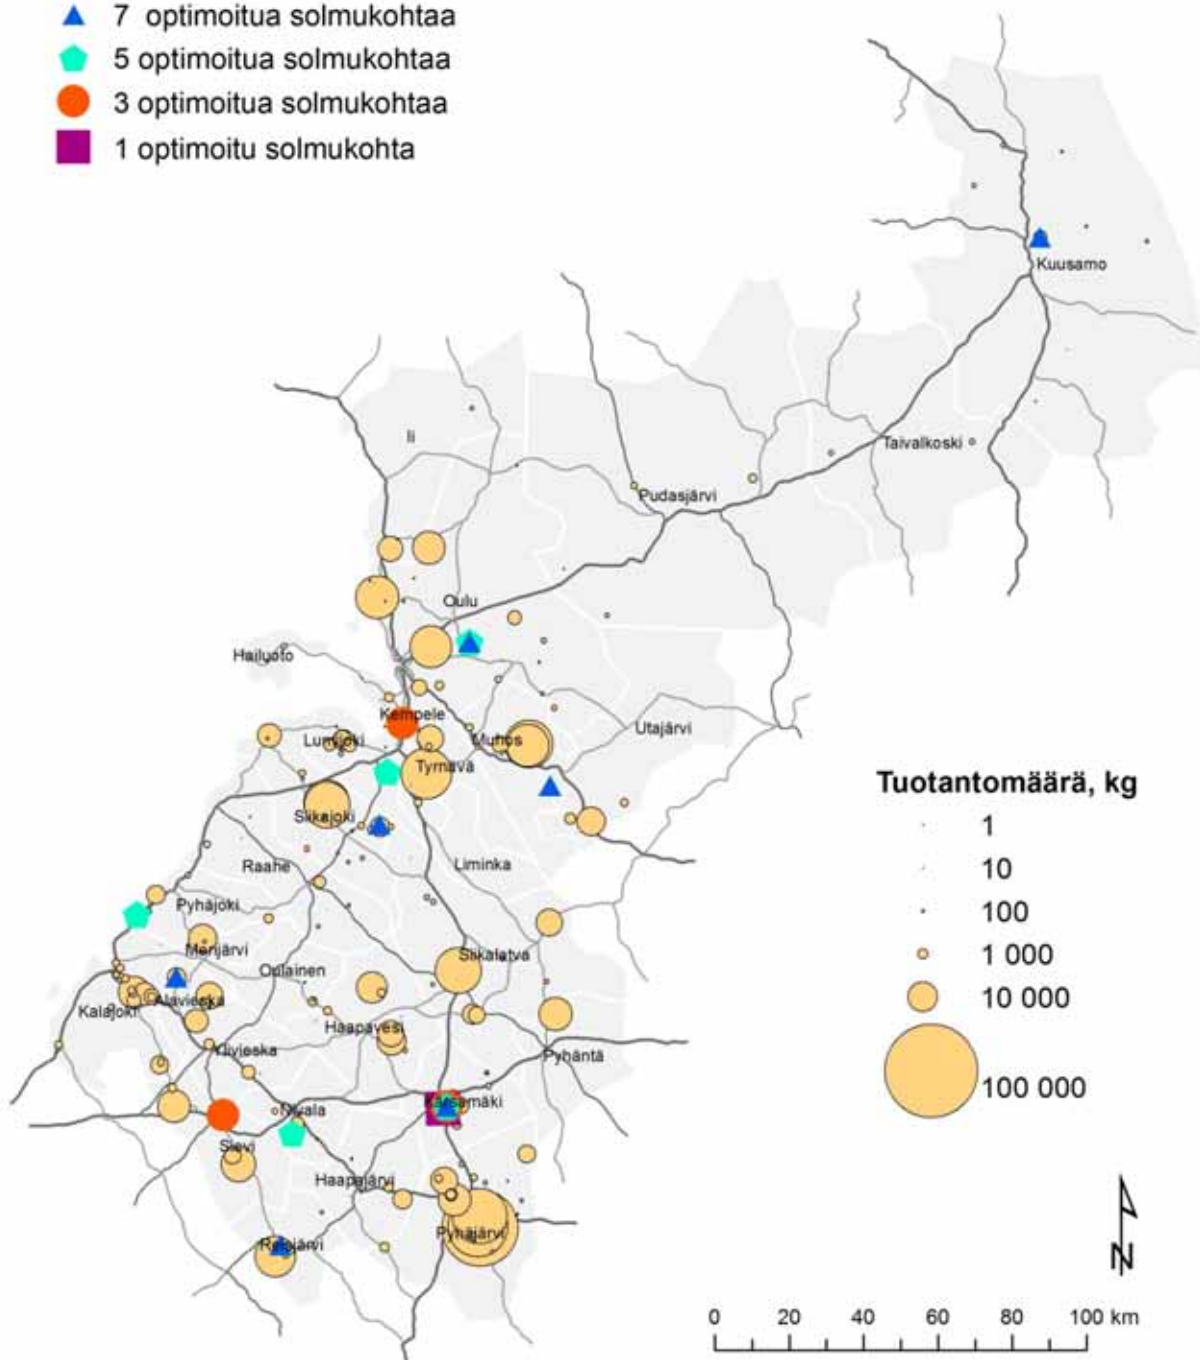 7 optimoitua solmukohtaa
5 optimoitua solmukohtaa
3 optimoitua solmukohtaa
1 optimoitu solmukohta
Kuusamo
Ii
Taivalkoski
Pudasjärvi
Oulu
Hailuoto
Kempele
Utajärvi
Lumijoki
Muhos
Tyrnävä
Siikajoki
Liminka
Raahe
Pyhäjoki
Merijärvi
Siikalatva
Oulainen
Alavieska
Kalajoki
Haapavesi
Ylivieska
Pyhäntä
Kärsämäki
Nivala
Sievi
Haapajärvi
Pyhäjärvi
Reisjärvi
Tuotantomäärä, kg
1
10
100
1 000
10 000
100 000
N
0 20 40 60 80 100 km